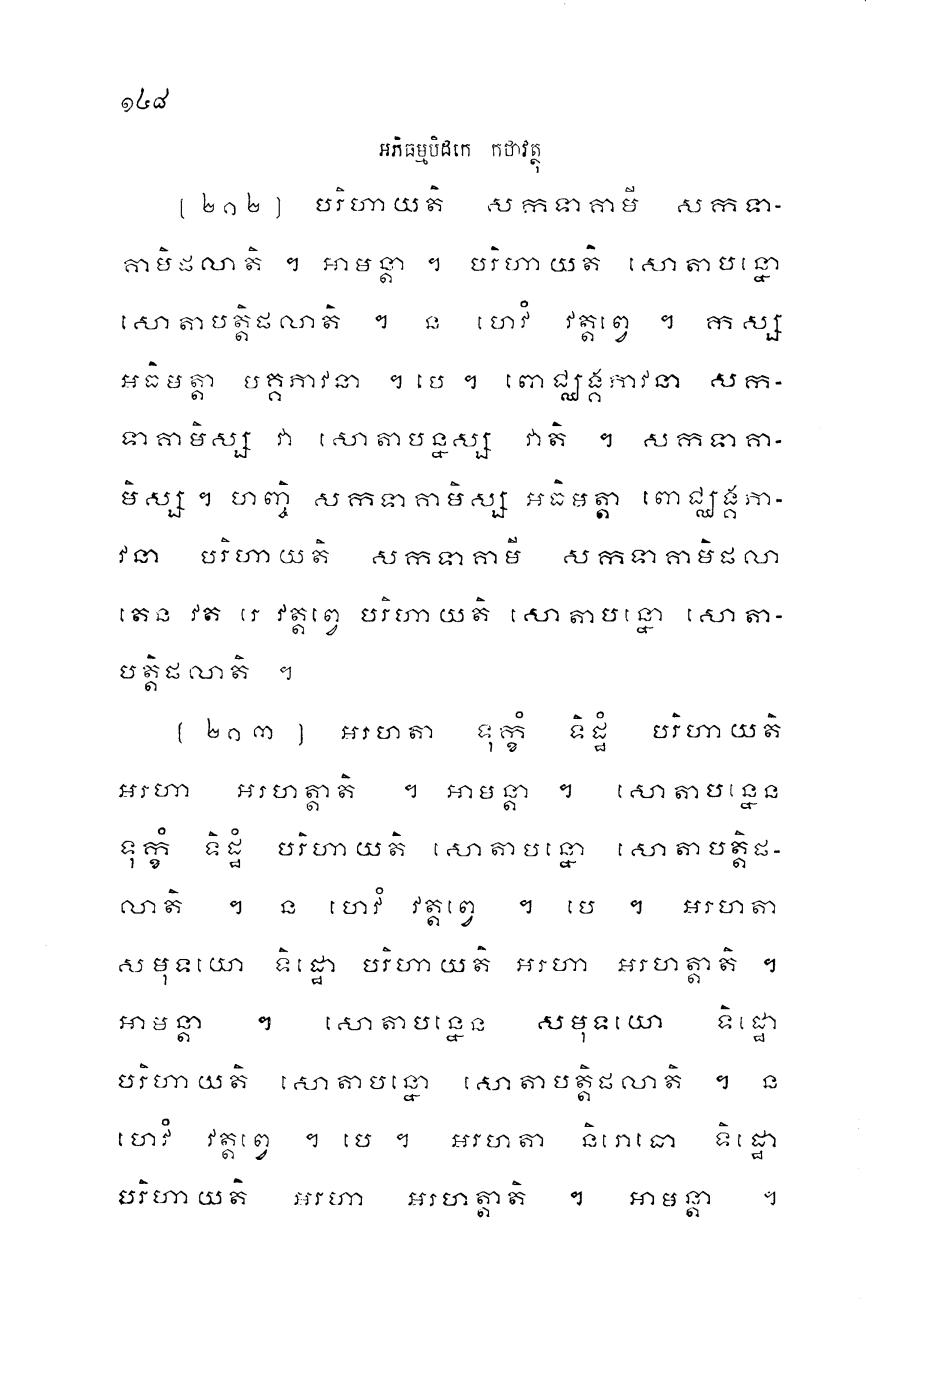 ១៤៨
អភិធម្មបិដកេ កថាវត្ថុ
[២១២] បរិហាយតិ សកទាគាមី សកទា-
គាមិផលាតិ ។ អាមន្តា ។ បរិហាយតិ សោតាបន្នោ
សោតាបត្តិផលាតិ ។ ន ហេវំ វត្តព្វេ ។ កស្ស
អធិមត្តា មគ្គភាវនា ។ បេ ។ ពោជ្ឈង្គភាវនា សក-
ទាគាមិស្ស វា សោតាបន្នស្ស វាតិ ។ សកទាគា-
មិស្ស ។ ហញ្ចិ សកទាគាមិស្ស អធិមត្តា ពោជ្ឈង្គភា-
វនា បរិហាយតិ សកទាគាមី សកទាគាមិផលា
តេន វត រេ វត្តព្វេ បរិហាយតិ សោតាបន្នោ សោតា-
បត្តិផលាតិ ។
[២១៣] អរហតា ទុក្ខំ ទិដ្ឋំ បរិហាយតិ
អរហា អរហត្តាតិ ។ អាមន្តា ។ សោតាបន្នេន
ទុក្ខំ ទិដ្ឋំ បរិហាយតិ សោតាបន្នោ សោតាបត្តិផ-
លាតិ ។ ន ហេវំ វត្តព្វេ ។ បេ ។ អរហតា
សមុទយោ ទិដ្ឋោ បរិហាយតិ អរហា អរហត្តាតិ ។
អាមន្តា ។ សោតាបន្នេន សមុទយោ ទិដ្ឋោ
បរិហាយតិ សោតាបន្នោ សោតាបត្តិផលាតិ ។ ន
ហេវំ វត្តព្វេ ។ បេ ។ អរហតា និរោធោ ទិដ្ឋោ
បរិហាយតិ អរហា អរហត្តាតិ ។ អាមន្តា ។